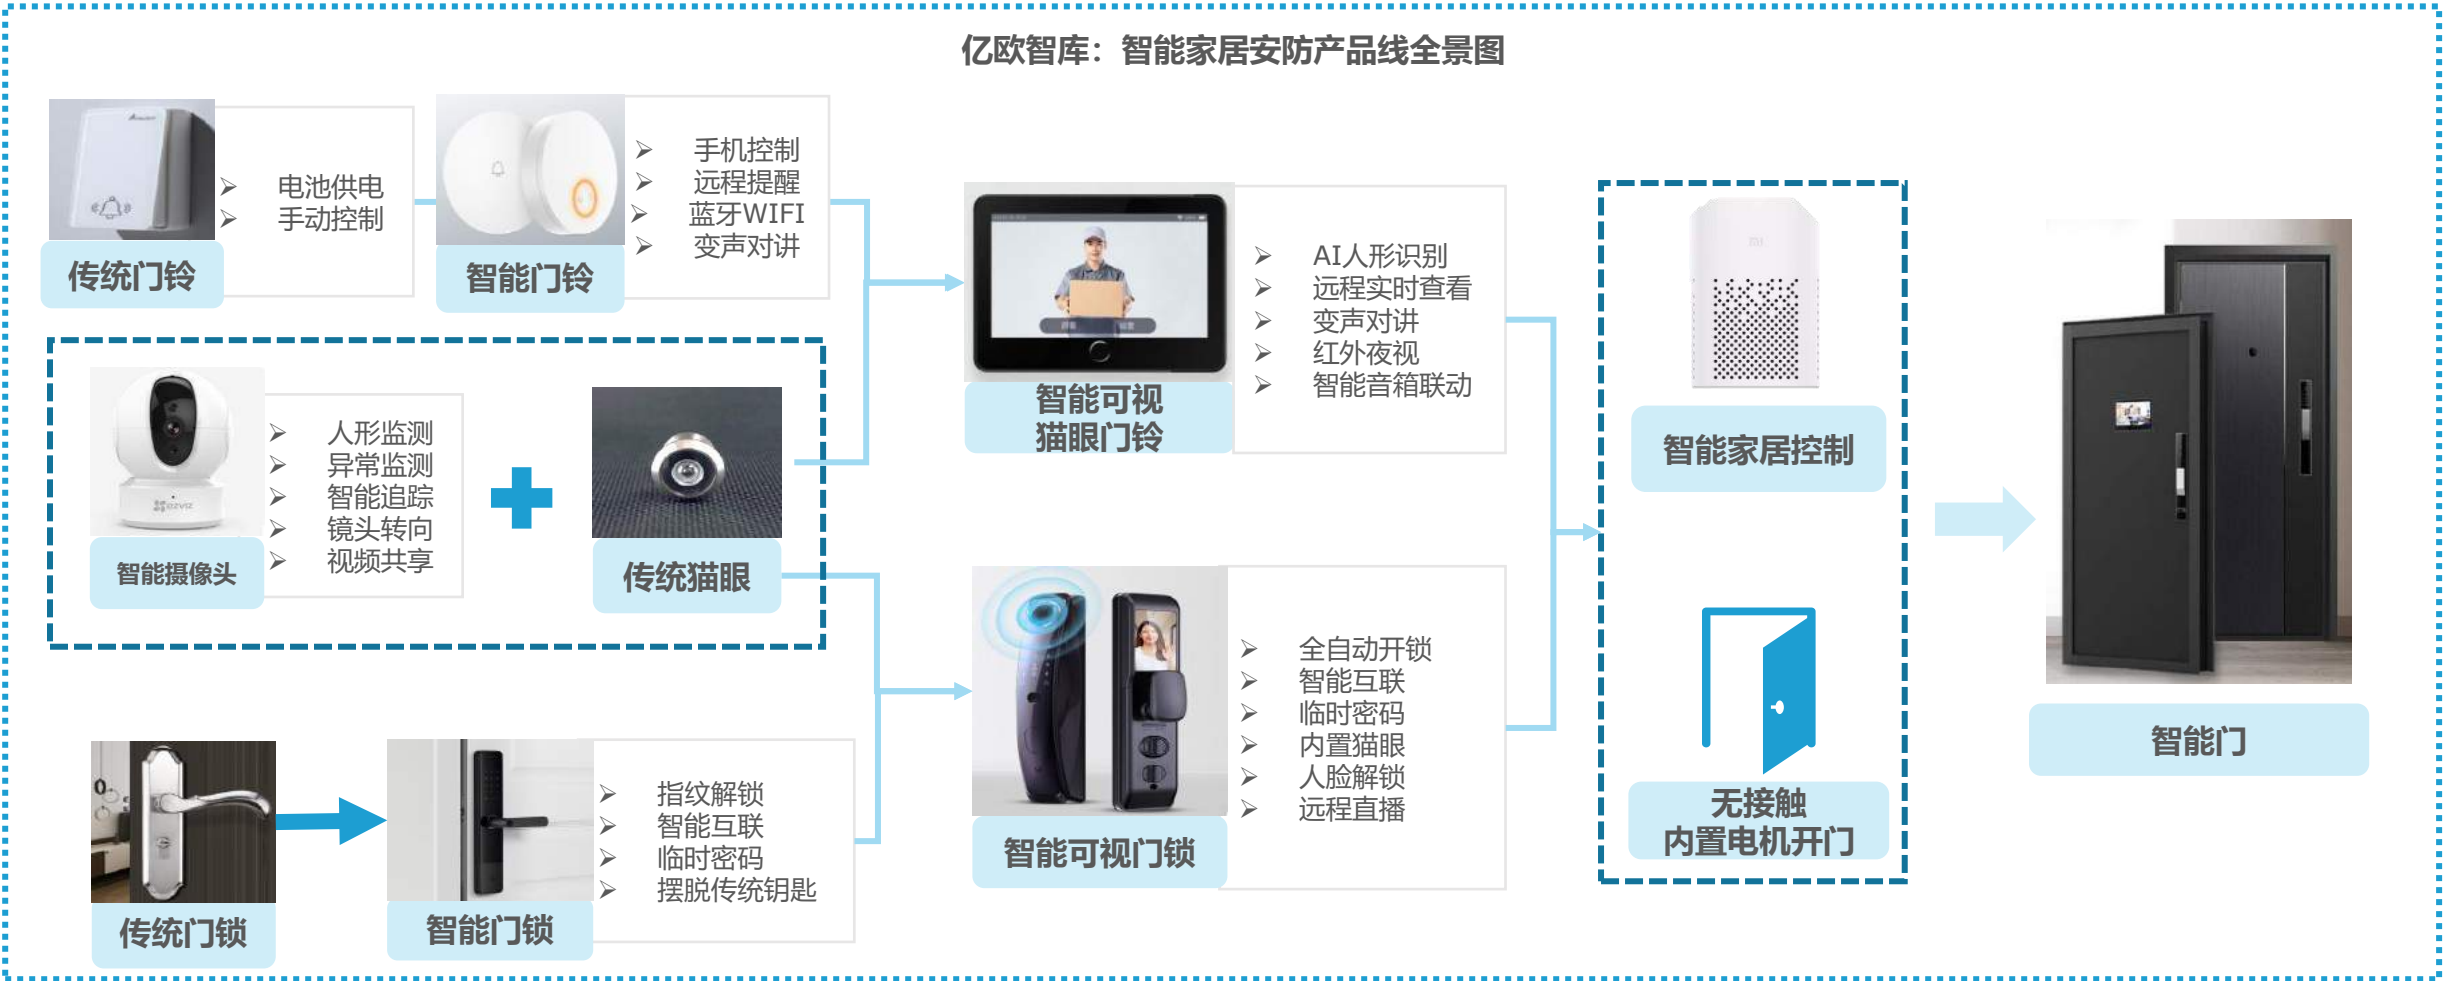 亿欧智库：智能家居安防产品线全景图
电池供电
手动控制
传统门铃
手机控制
远程提醒
蓝牙WIFI
变声对讲
智能门铃
人形监测
异常监测
智能追踪
镜头转向
视频共享
ezviz
智能摄像头
传统猫眼
传统门锁
指纹解锁
智能互联
临时密码
摆脱传统钥匙
智能门锁
AI人形识别
远程实时查看
变声对讲
红外夜视
智能音箱联动
智能可视
猫眼门铃
全自动开锁
智能互联
临时密码
内置猫眼
人脸解锁
远程直播
智能可视门锁
mi
智能家居控制
无接触
内置电机开门
智能门